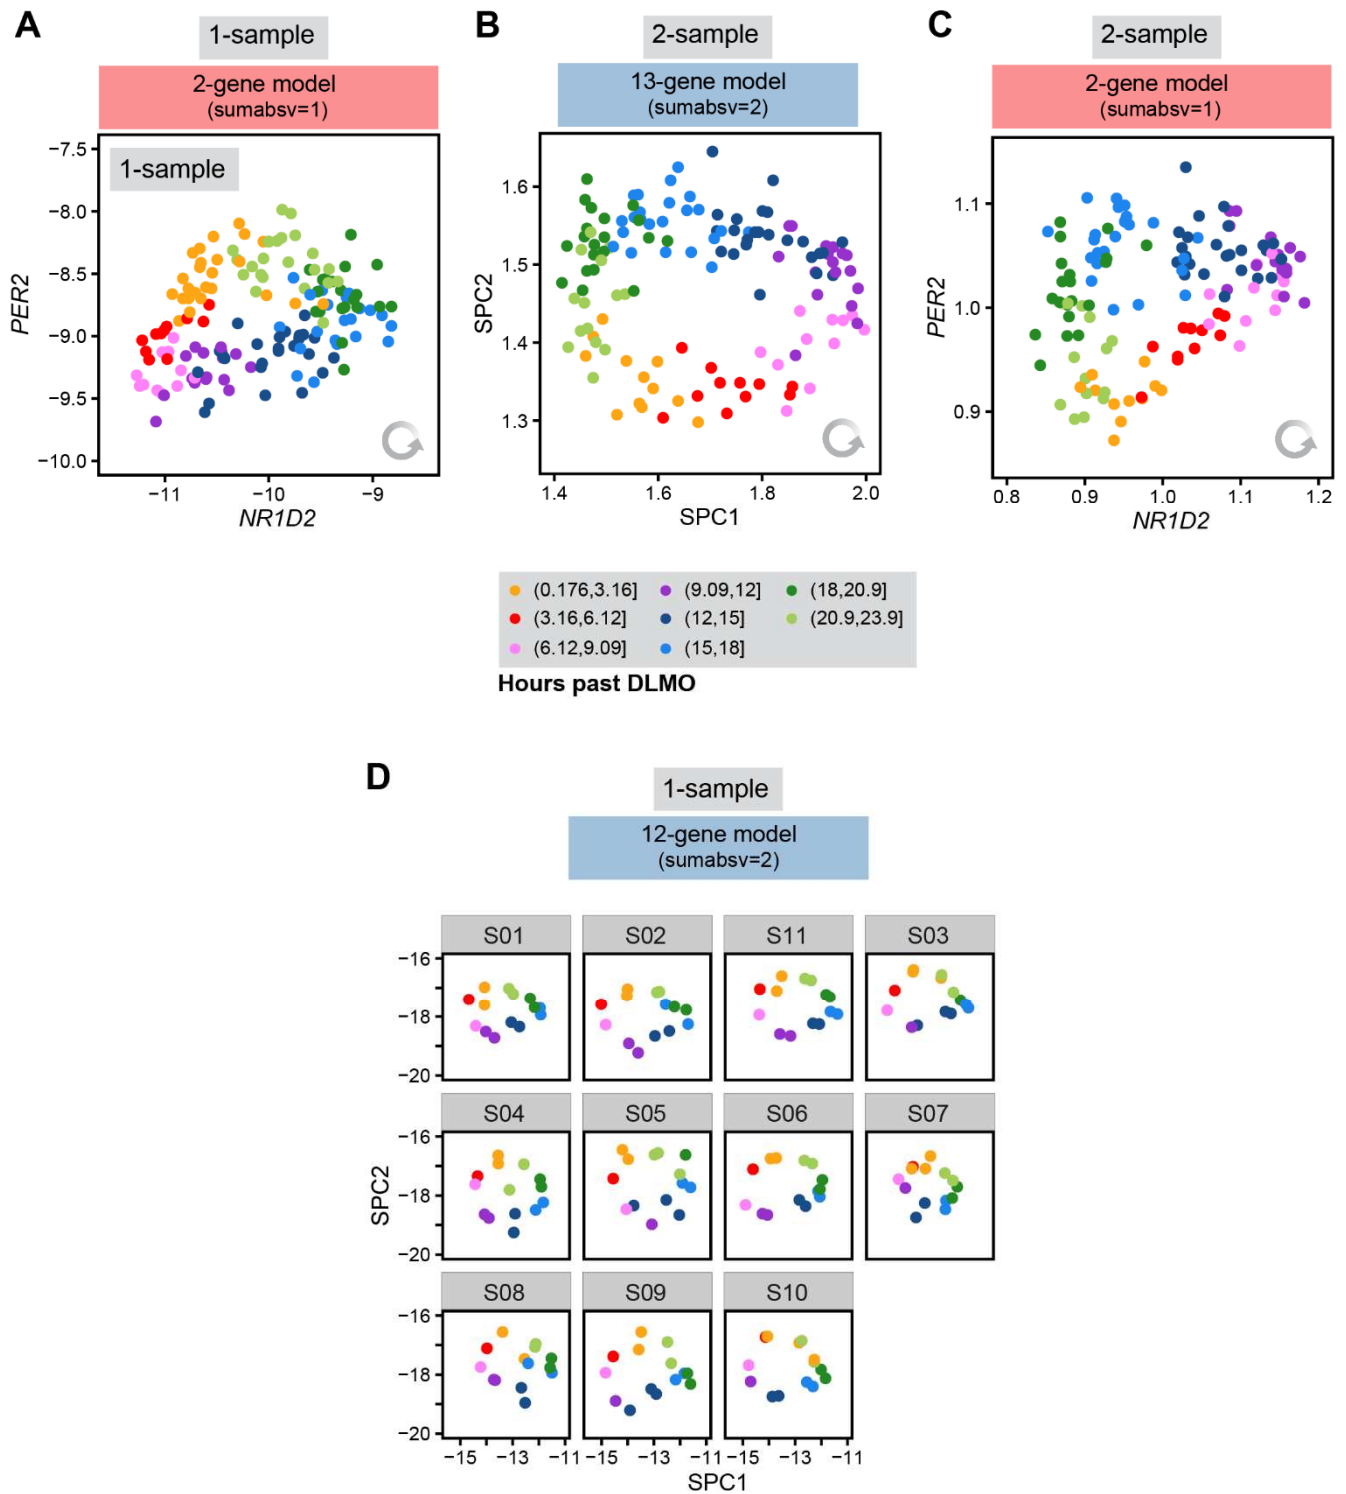 A
1-sample
2-gene model
(sumabsv=1)
1-sample
PER2
−7.5
−8.0
−8.5
−9.0
−9.5
−10.0
−11
−10
−9
NR1D2
B
2-sample
13-gene model
(sumabsv=2)
SPC2
1.6
1.5
1.4
1.3
1.4
1.6
1.8
2.0
SPC1
C
2-sample
2-gene model
(sumabsv=1)
PER2
1.1
1.0
0.9
0.8
0.9
1.0
1.1
1.2
NR1D2
(0.176,3.16]
(9.09,12]
(18,20.9]
(3.16,6.12]
(12,15]
(20.9,23.9]
(6.12,9.09]
(15,18]
Hours past DLMO
D
1-sample
12-gene model
(sumabsv=2)
S01
S02
S11
S03
−16
−18
−20
S04
S05
S06
S07
−16
−18
−20
SPC2
S08
S09
S10
−16
−18
−20
−15
−13
−11
−15
−13
−11
−15
−13
−11
SPC1